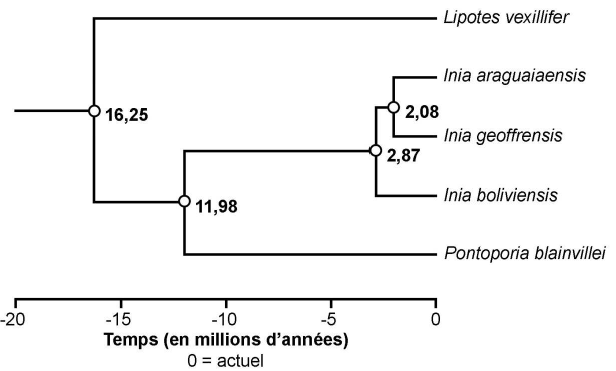 Lipotes vexillifer
Inia araguaiaensis
2,08
16,25
Inia geoffrensis
2,87
Inia boliviensis
11,98
Pontoporia blainvillei
-20 -15 -10 -5 0
Temps (en millions d’années)
0 = actuel